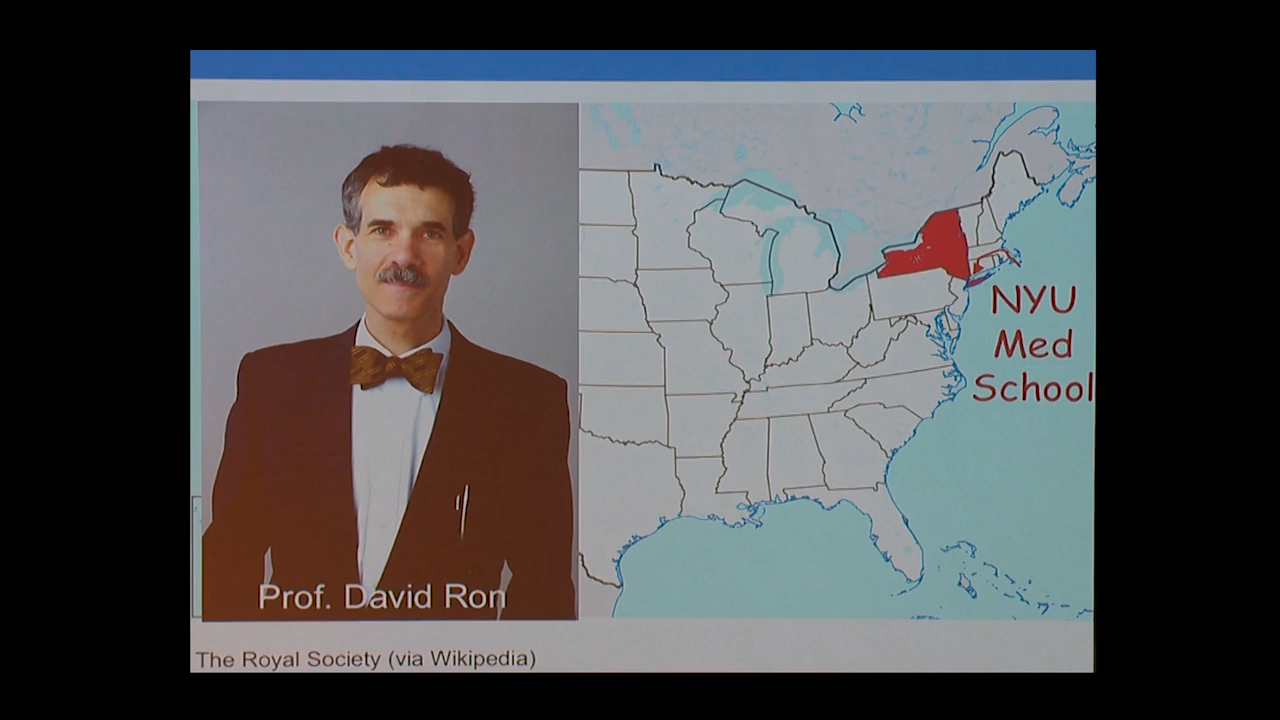 NYU
Med
School
Prof. David Ron
The Royal Society (via Wikipedia)